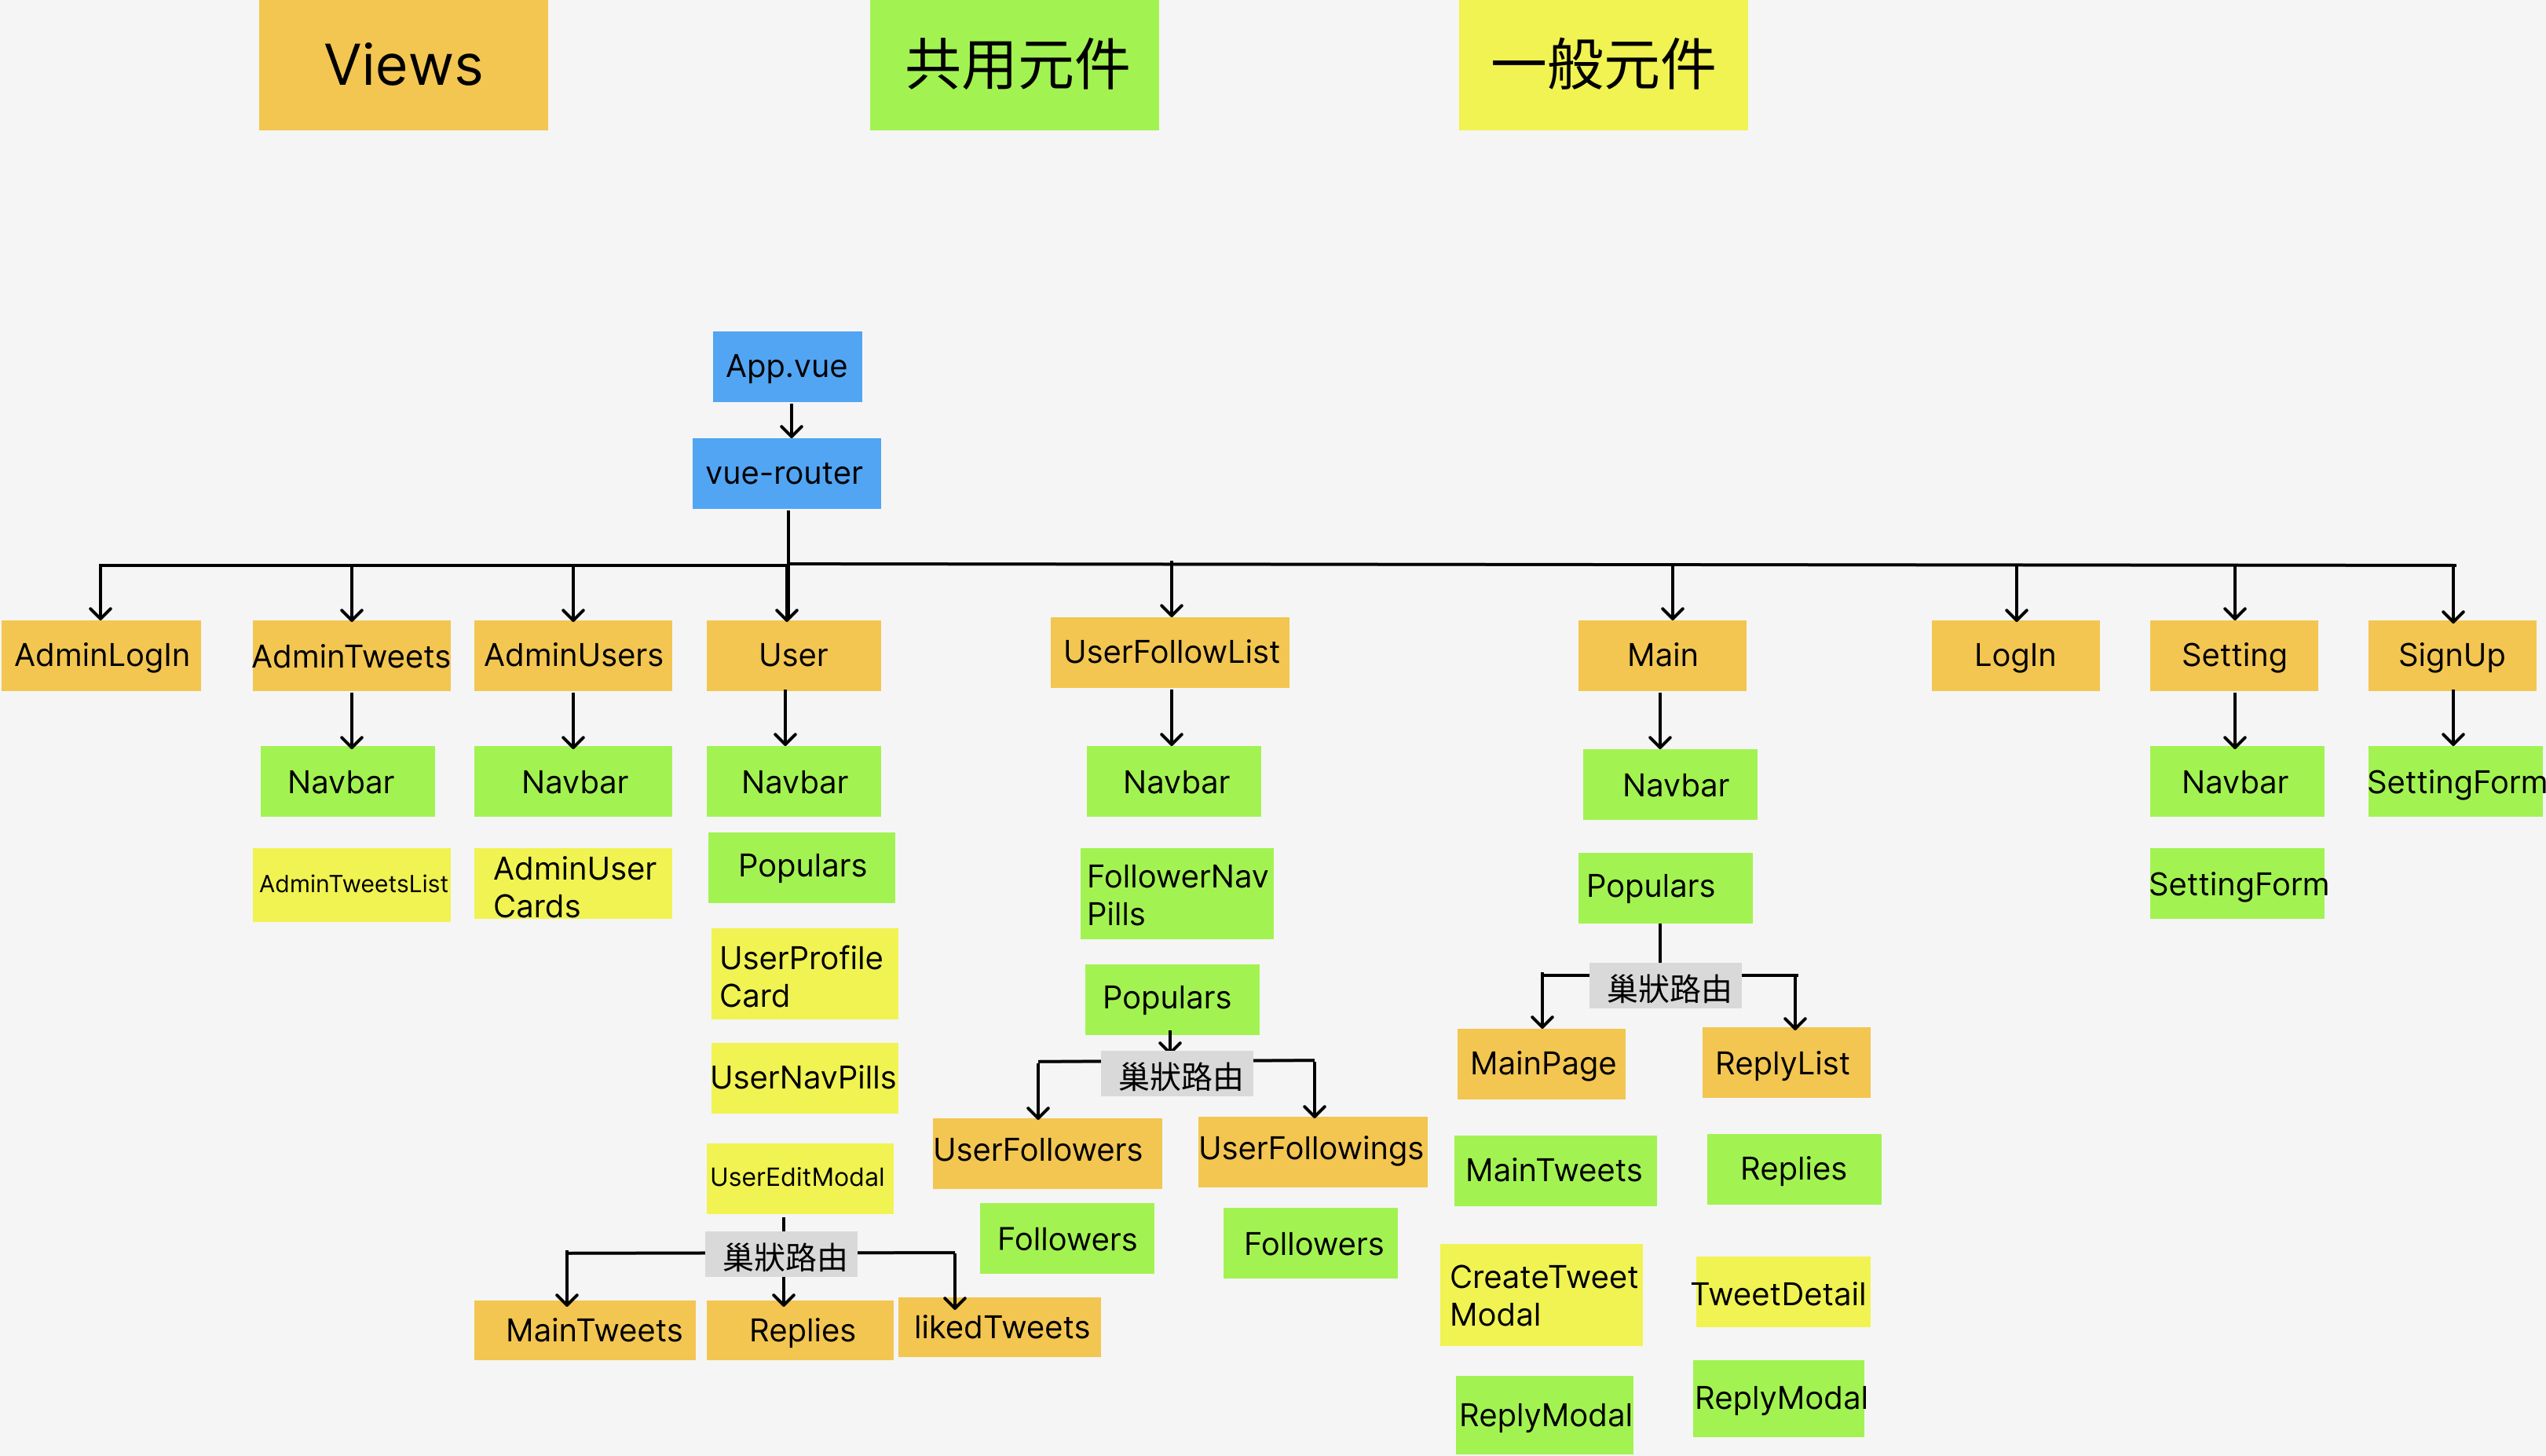 Views
共用元件
一般元件
App.vue
vue-router
AdminLogIn
AdminTweets
AdminUsers
User
UserFollowList
Main
LogIn
Setting
SignUp
Navbar
Navbar
Navbar
Navbar
Navbar
Navbar
SettingForm
AdminTweetsList
AdminUser
Cards
Populars
FollowerNav
Pills
Populars
SettingForm
UserProfile
Card
Populars
巢狀路由
UserNavPills
巢狀路由
MainPage
ReplyList
UserEditModal
UserFollowers
UserFollowings
MainTweets
Replies
巢狀路由
Followers
Followers
CreateTweet
Modal
TweetDetail
MainTweets
Replies
likedTweets
ReplyModal
ReplyModal